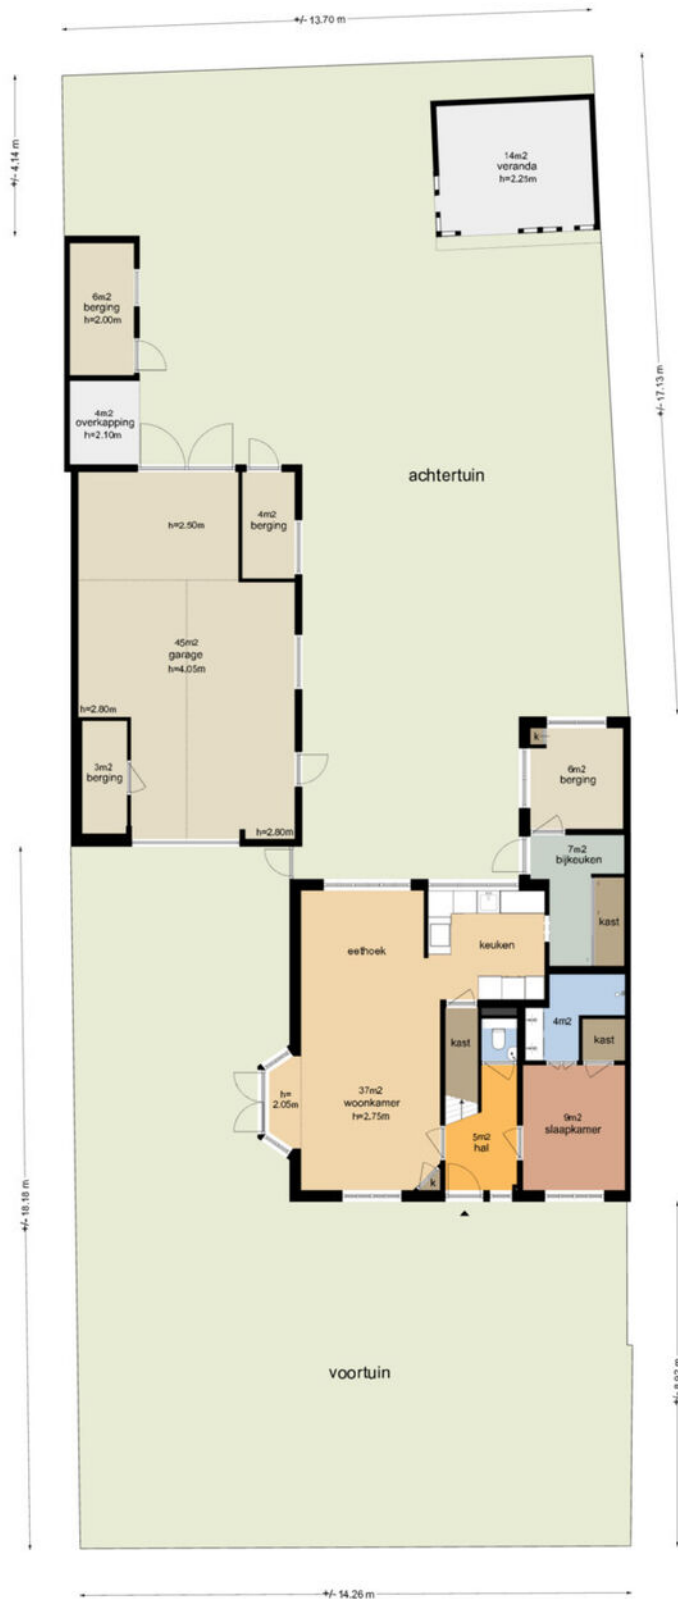 +/- 13.70 m
+/- 4.14 m
14m2
veranda
h=2.25m
6m2
berging
h=2.00m
+/- 17.13 m
4m2
overkapping
h=2.10m
achtertuin
h=2.50m
4m2
berging
45m2
garage
h=4.05m
h=2.80m
3m2
berging
h=2.80m
k
6m2
berging
7m2
bijkeuken
kast
eethoek
keuken
kast
4m2
kast
h=
2.05m
37m2
woonkamer
h=2.75m
5m2
hal
9m2
slaapkamer
k
+/- 18.18 m
voortuin
+/- 8.92 m
+/- 14.26 m